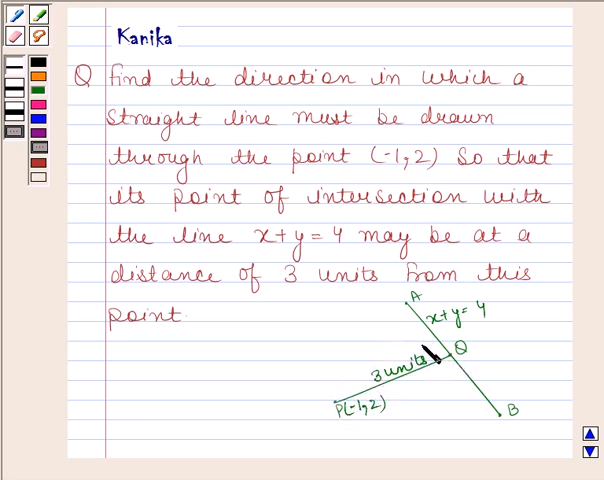 Kanika
Q Find the direction in which a
straight line must be drawn
through the point (-1,2) so that
its point of intersection with
the line x+y=4 may be at a
distance of 3 units from this
point.
A
x+y=4
Q
3 units
P(-1,2)
B